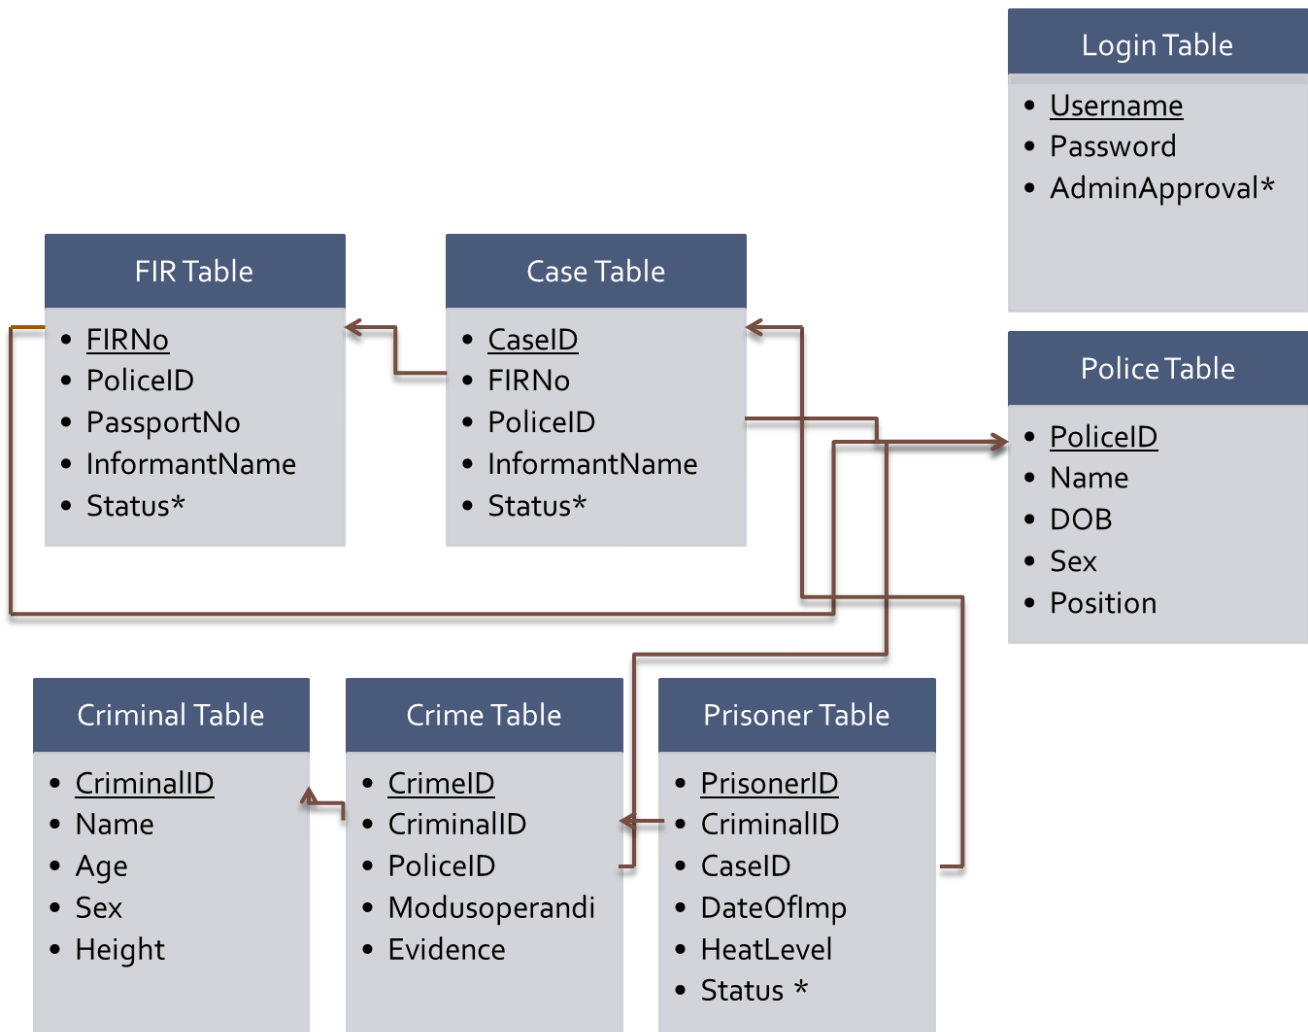 Login Table
• Username
• Password
• AdminApproval*
FIR Table
• FIRNo
• PoliceID
• PassportNo
• InformantName
• Status*
Case Table
• CaseID
• FIRNo
• PoliceID
• InformantName
• Status*
Police Table
• PoliceID
• Name
• DOB
• Sex
• Position
Criminal Table
• CriminalID
• Name
• Age
• Sex
• Height
Crime Table
• CrimeID
• CriminalID
• PoliceID
• Modusoperandi
• Evidence
Prisoner Table
• PrisonerID
• CriminalID
• CaseID
• DateOfImp
• HeatLevel
• Status *